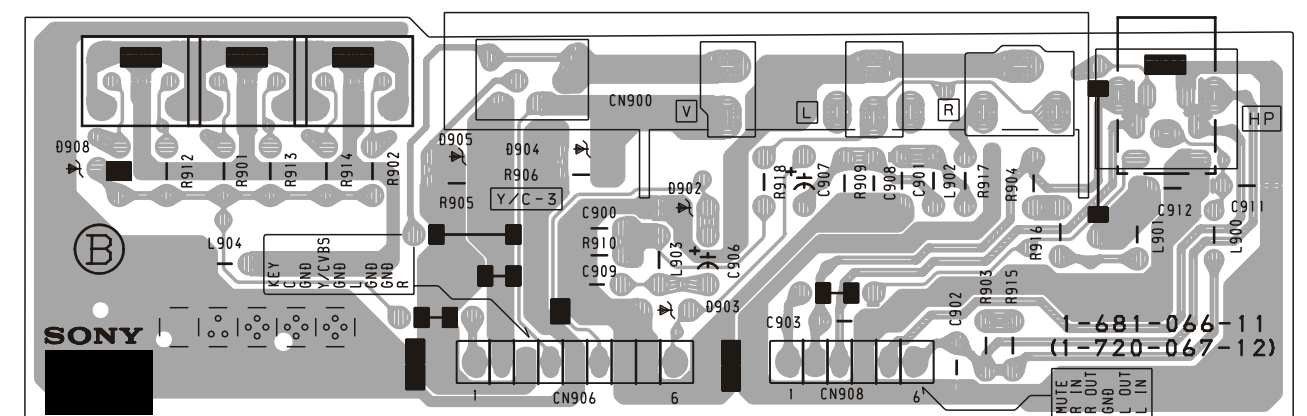 CN900
V
L
R
HP
D908
R912
R901
R913
R914
R902
D905
D904
R906
R905
Y/C-3
D902
C900
R910
C909
L903
C906
D903
R918
C907
R909
C908
C901
L902
R917
R904
R916
C912
C911
L901
L900
B
L904
KEY
C
GND
Y/CVBS
GND
L
GND
GND
R
SONY
C903
C902
R903
R915
1-681-066-11
(1-720-067-12)
1
CN906
6
1
CN908
6
MUTE
R IN
R OUT
GND
L OUT
L IN